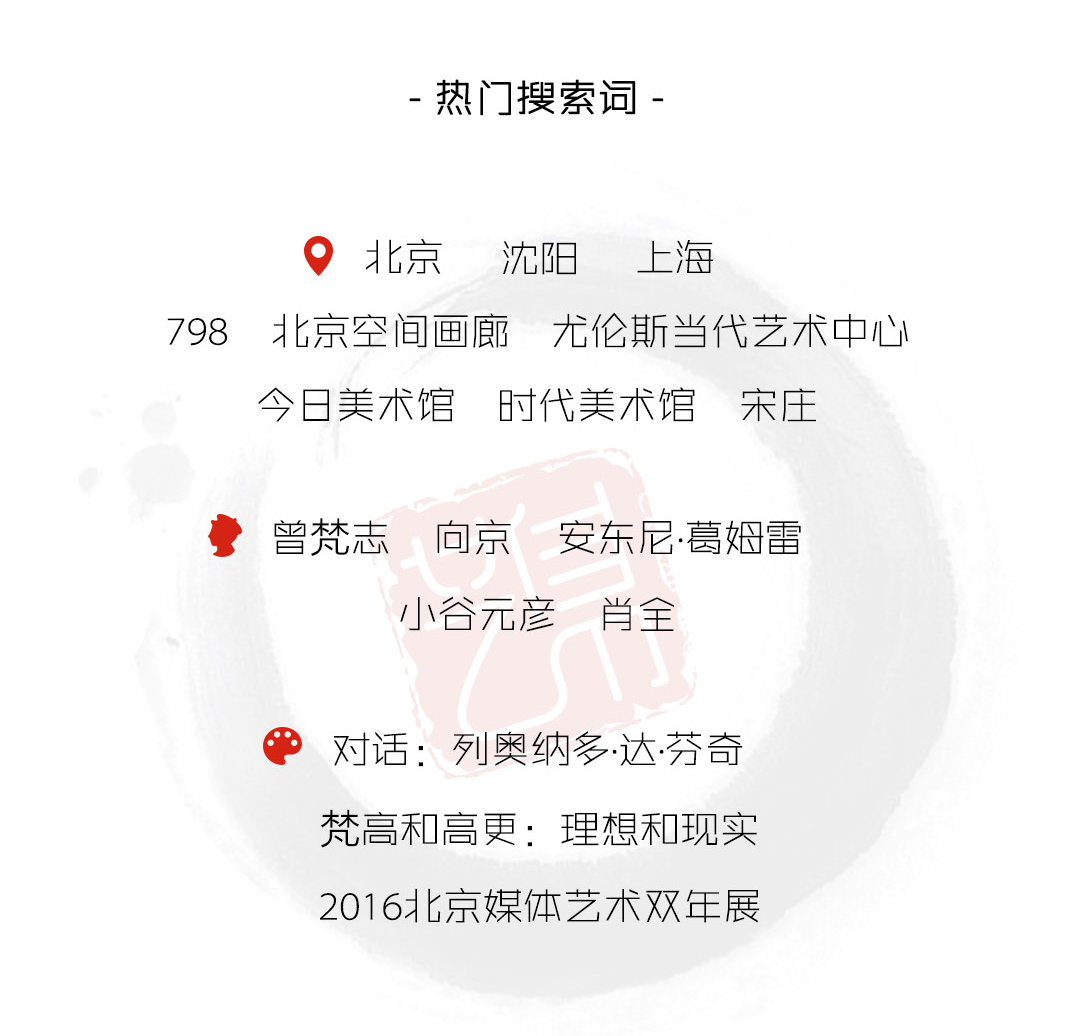 - 热门搜索词 -
北京 沈阳 上海
798 北京空间画廊 尤伦斯当代艺术中心
今日美术馆 时代美术馆 宋庄
曾梵志 向京 安东尼·葛姆雷
小谷元彦 肖全
对话：列奥纳多·达·芬奇
梵高和高更：理想和现实
2016北京媒体艺术双年展